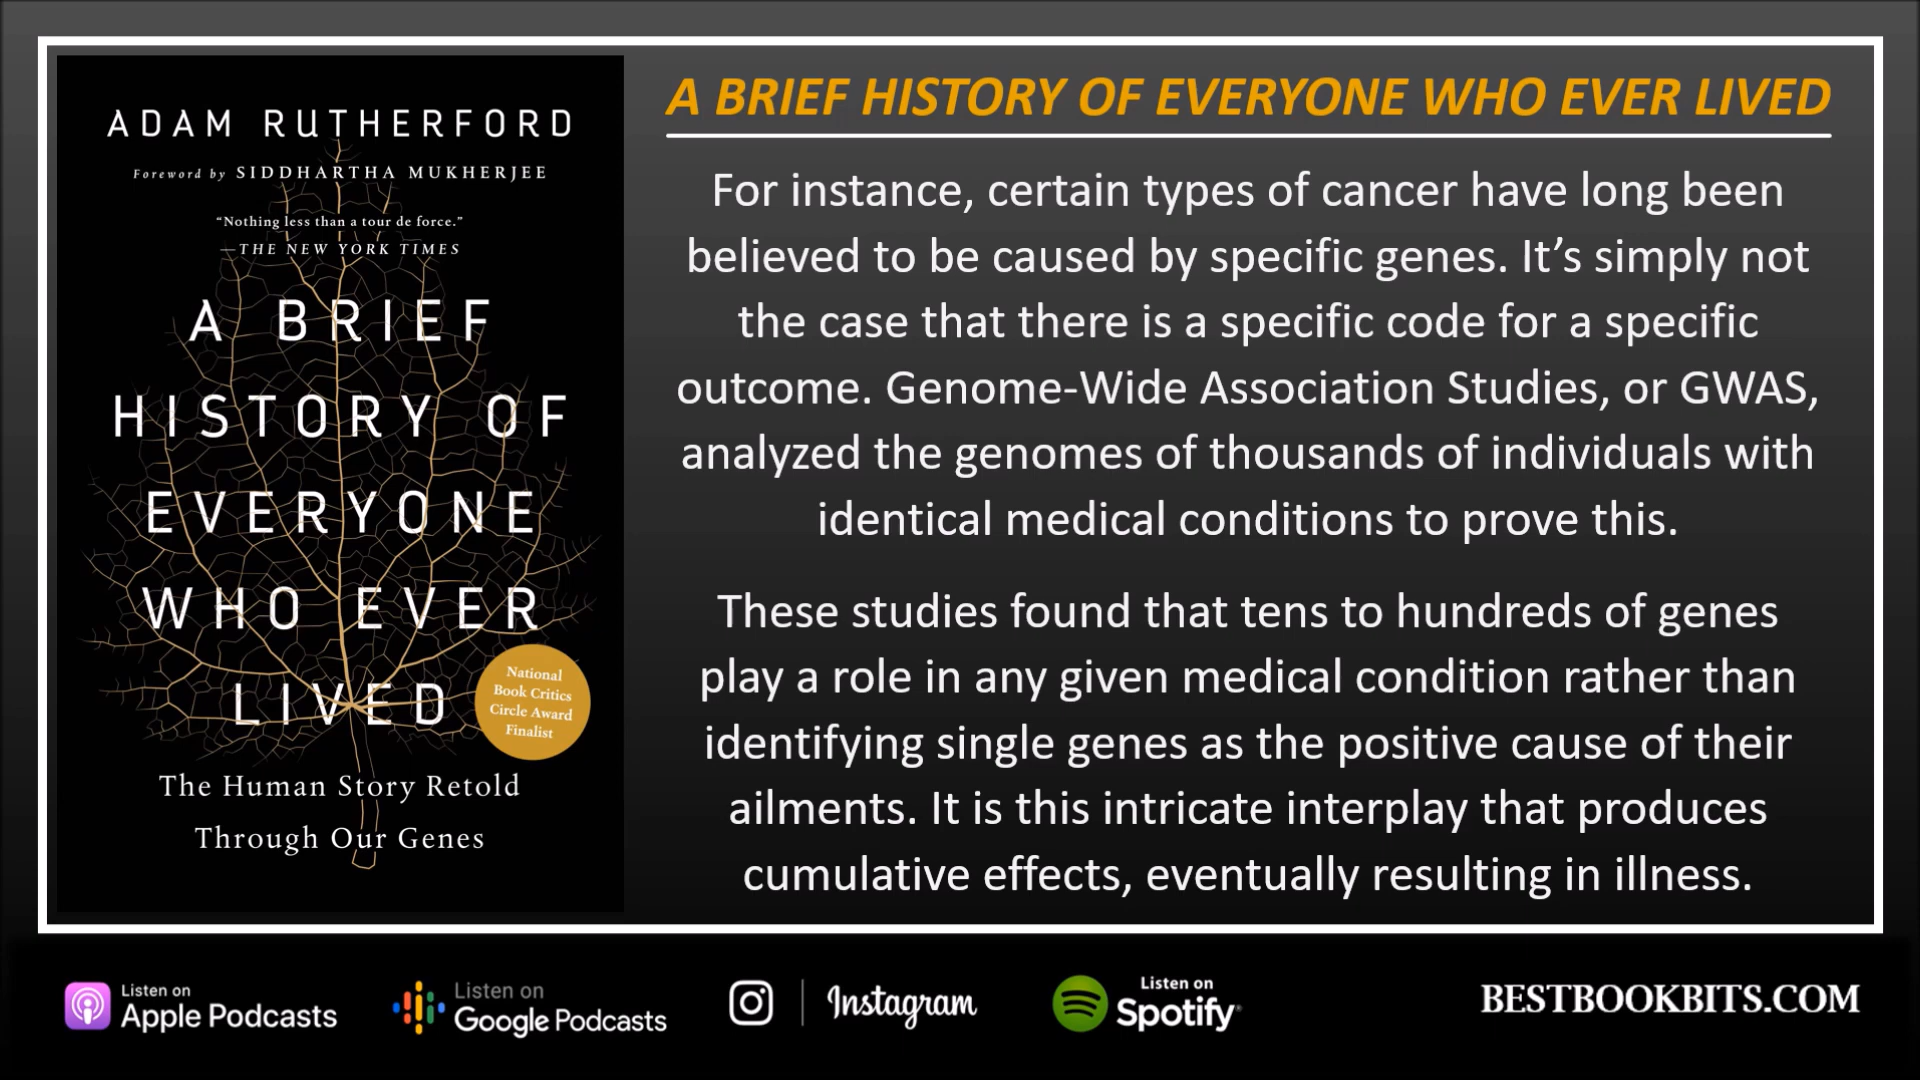 ADAM RUTHERFORD
Foreword by SIDDHARTHA MUKHERJEE
“Nothing less than a tour de force.”
—THE NEW YORK TIMES
A BRIEF
HISTORY OF
EVERYONE
WHO EVER
LIVED
National
Book Critics
Circle Award
Finalist
The Human Story Retold
Through Our Genes
A BRIEF HISTORY OF EVERYONE WHO EVER LIVED
For instance, certain types of cancer have long been
believed to be caused by specific genes. It’s simply not
the case that there is a specific code for a specific
outcome. Genome-Wide Association Studies, or GWAS,
analyzed the genomes of thousands of individuals with
identical medical conditions to prove this.
These studies found that tens to hundreds of genes
play a role in any given medical condition rather than
identifying single genes as the positive cause of their
ailments. It is this intricate interplay that produces
cumulative effects, eventually resulting in illness.
Listen on
Apple Podcasts
Listen on
Google Podcasts
Instagram
Listen on
Spotify
BESTBOOKBITS.COM